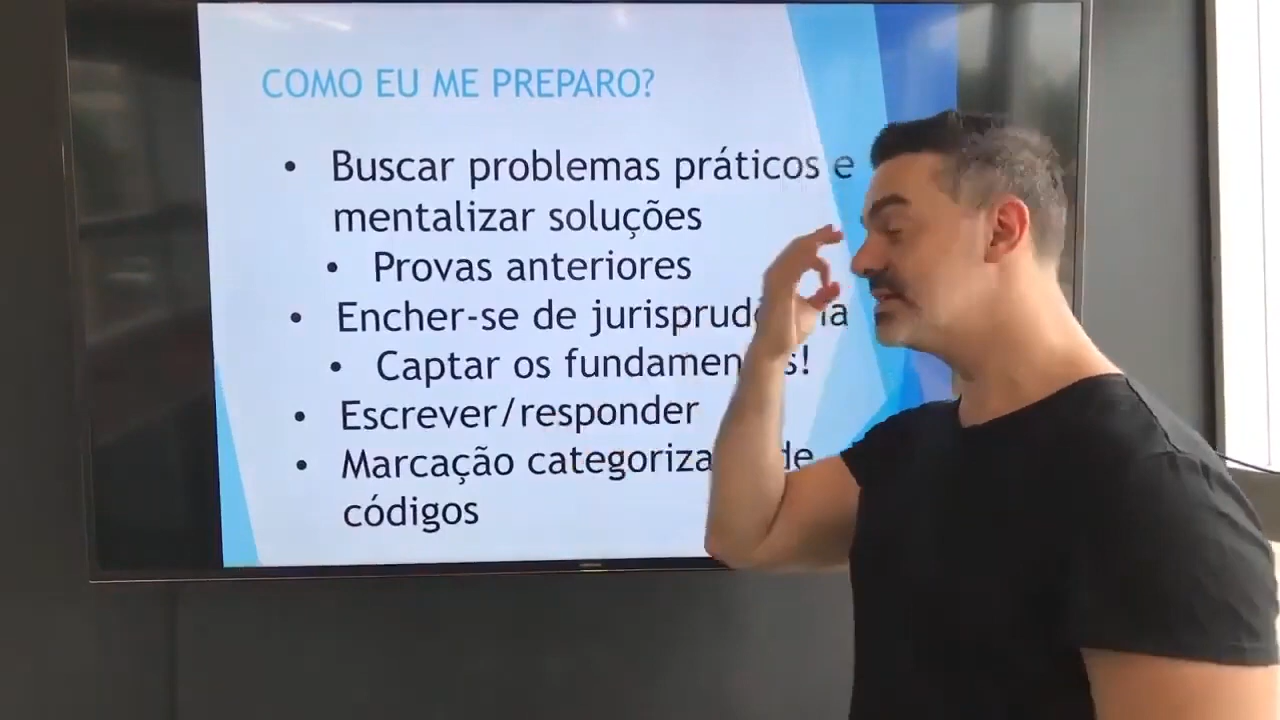 COMO EU ME PREPARO?
• Buscar problemas práticos e
mentalizar soluções
• Provas anteriores
• Encher-se de
• Captar os
• Escrever/responder
• Marcação de
códigos